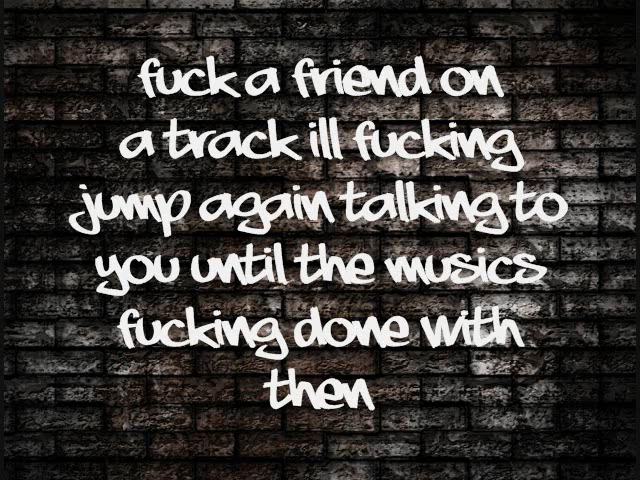 fuck a friend on
a track ill fucking
jump again talking to
you until the musics
fucking done with
then